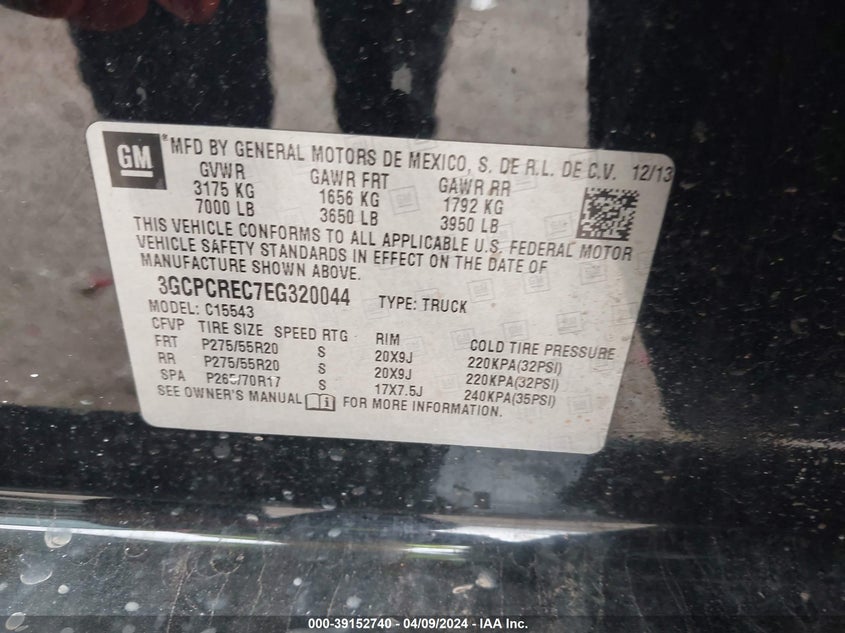 GM
*MFD BY GENERAL MOTORS DE MEXICO, S. DE R.L. DE C.V. 12/13
GVWR GAWR FRT GAWR RR
3175 KG 1656 KG 1792 KG
7000 LB 3650 LB 3950 LB
THIS VEHICLE CONFORMS TO ALL APPLICABLE U.S. FEDERAL MOTOR
VEHICLE SAFETY STANDARDS IN EFFECT ON THE DATE OF
MANUFACTURE SHOWN ABOVE.
3GCPCREC7EG320044 TYPE: TRUCK
MODEL: C15543
CFVP TIRE SIZE SPEED RTG RIM COLD TIRE PRESSURE
FRT P275/55R20 S 20X9J 220KPA(32PSI)
RR P275/55R20 S 20X9J 220KPA(32PSI)
SPA P265/70R17 S 17X7.5J 240KPA(35PSI)
SEE OWNER'S MANUAL FOR MORE INFORMATION.
000-39152740 - 04/09/2024 - IAA Inc.